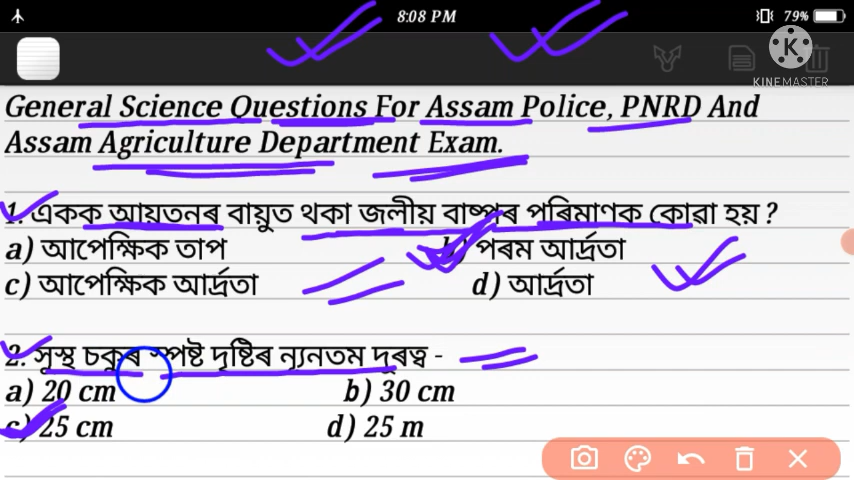 8:08 PM
79%
K
KINEMASTER
General Science Questions For Assam Police, PNRD And
Assam Agriculture Department Exam.
1. একক আয়তনৰ বায়ুত থকা জলীয় বাষ্পৰ পৰিমাণক কোৱা হয় ?
a) আপেক্ষিক তাপ b) পৰম আৰ্দ্ৰতা
c) আপেক্ষিক আৰ্দ্ৰতা d) আৰ্দ্ৰতা
2. সুস্থ চকুৰ স্পষ্ট দৃষ্টিৰ ন্যূনতম দুৰত্ব -
a) 20 cm b) 30 cm
c) 25 cm d) 25 m